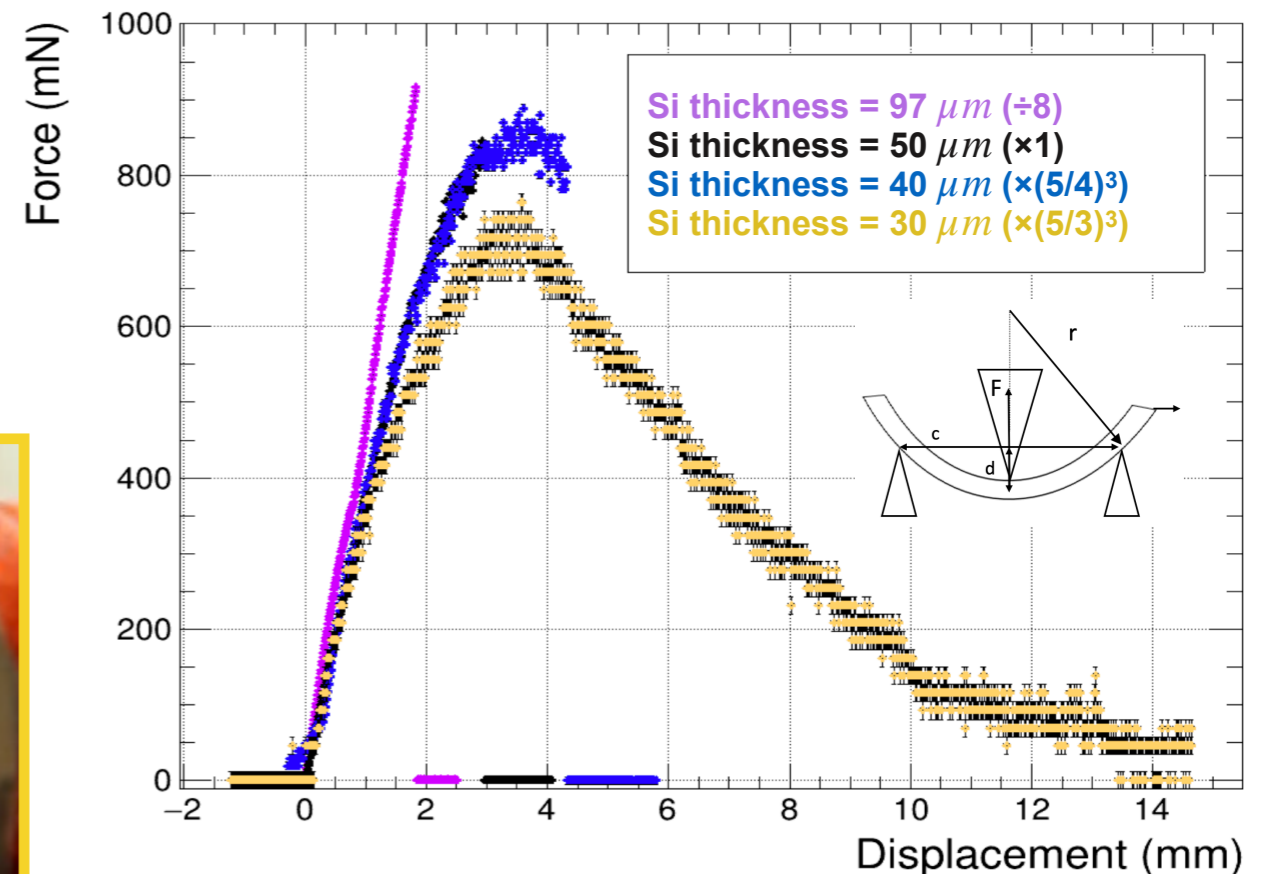 Force (mN)
1000
800
600
400
200
0
Si thickness = 97 μm (÷8)
Si thickness = 50 μm (×1)
Si thickness = 40 μm (×(5/4)³)
Si thickness = 30 μm (×(5/3)³)
r
F
c
d
−2 0 2 4 6 8 10 12 14
Displacement (mm)